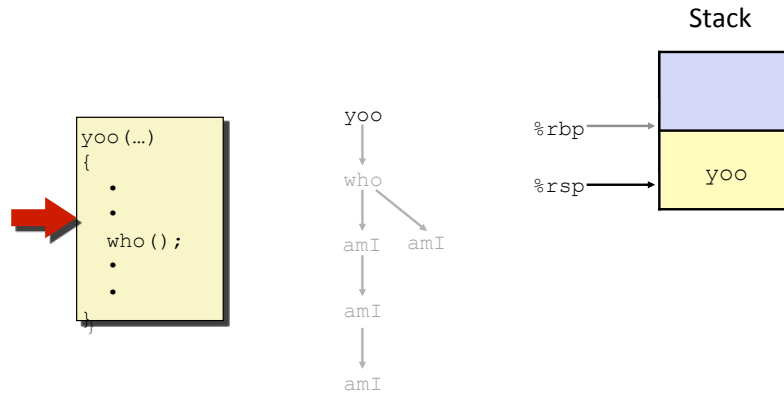 Stack
yoo(…)
{
•
•
who();
•
•
}
yoo
who
amI amI
amI
amI
%rbp
%rsp
yoo